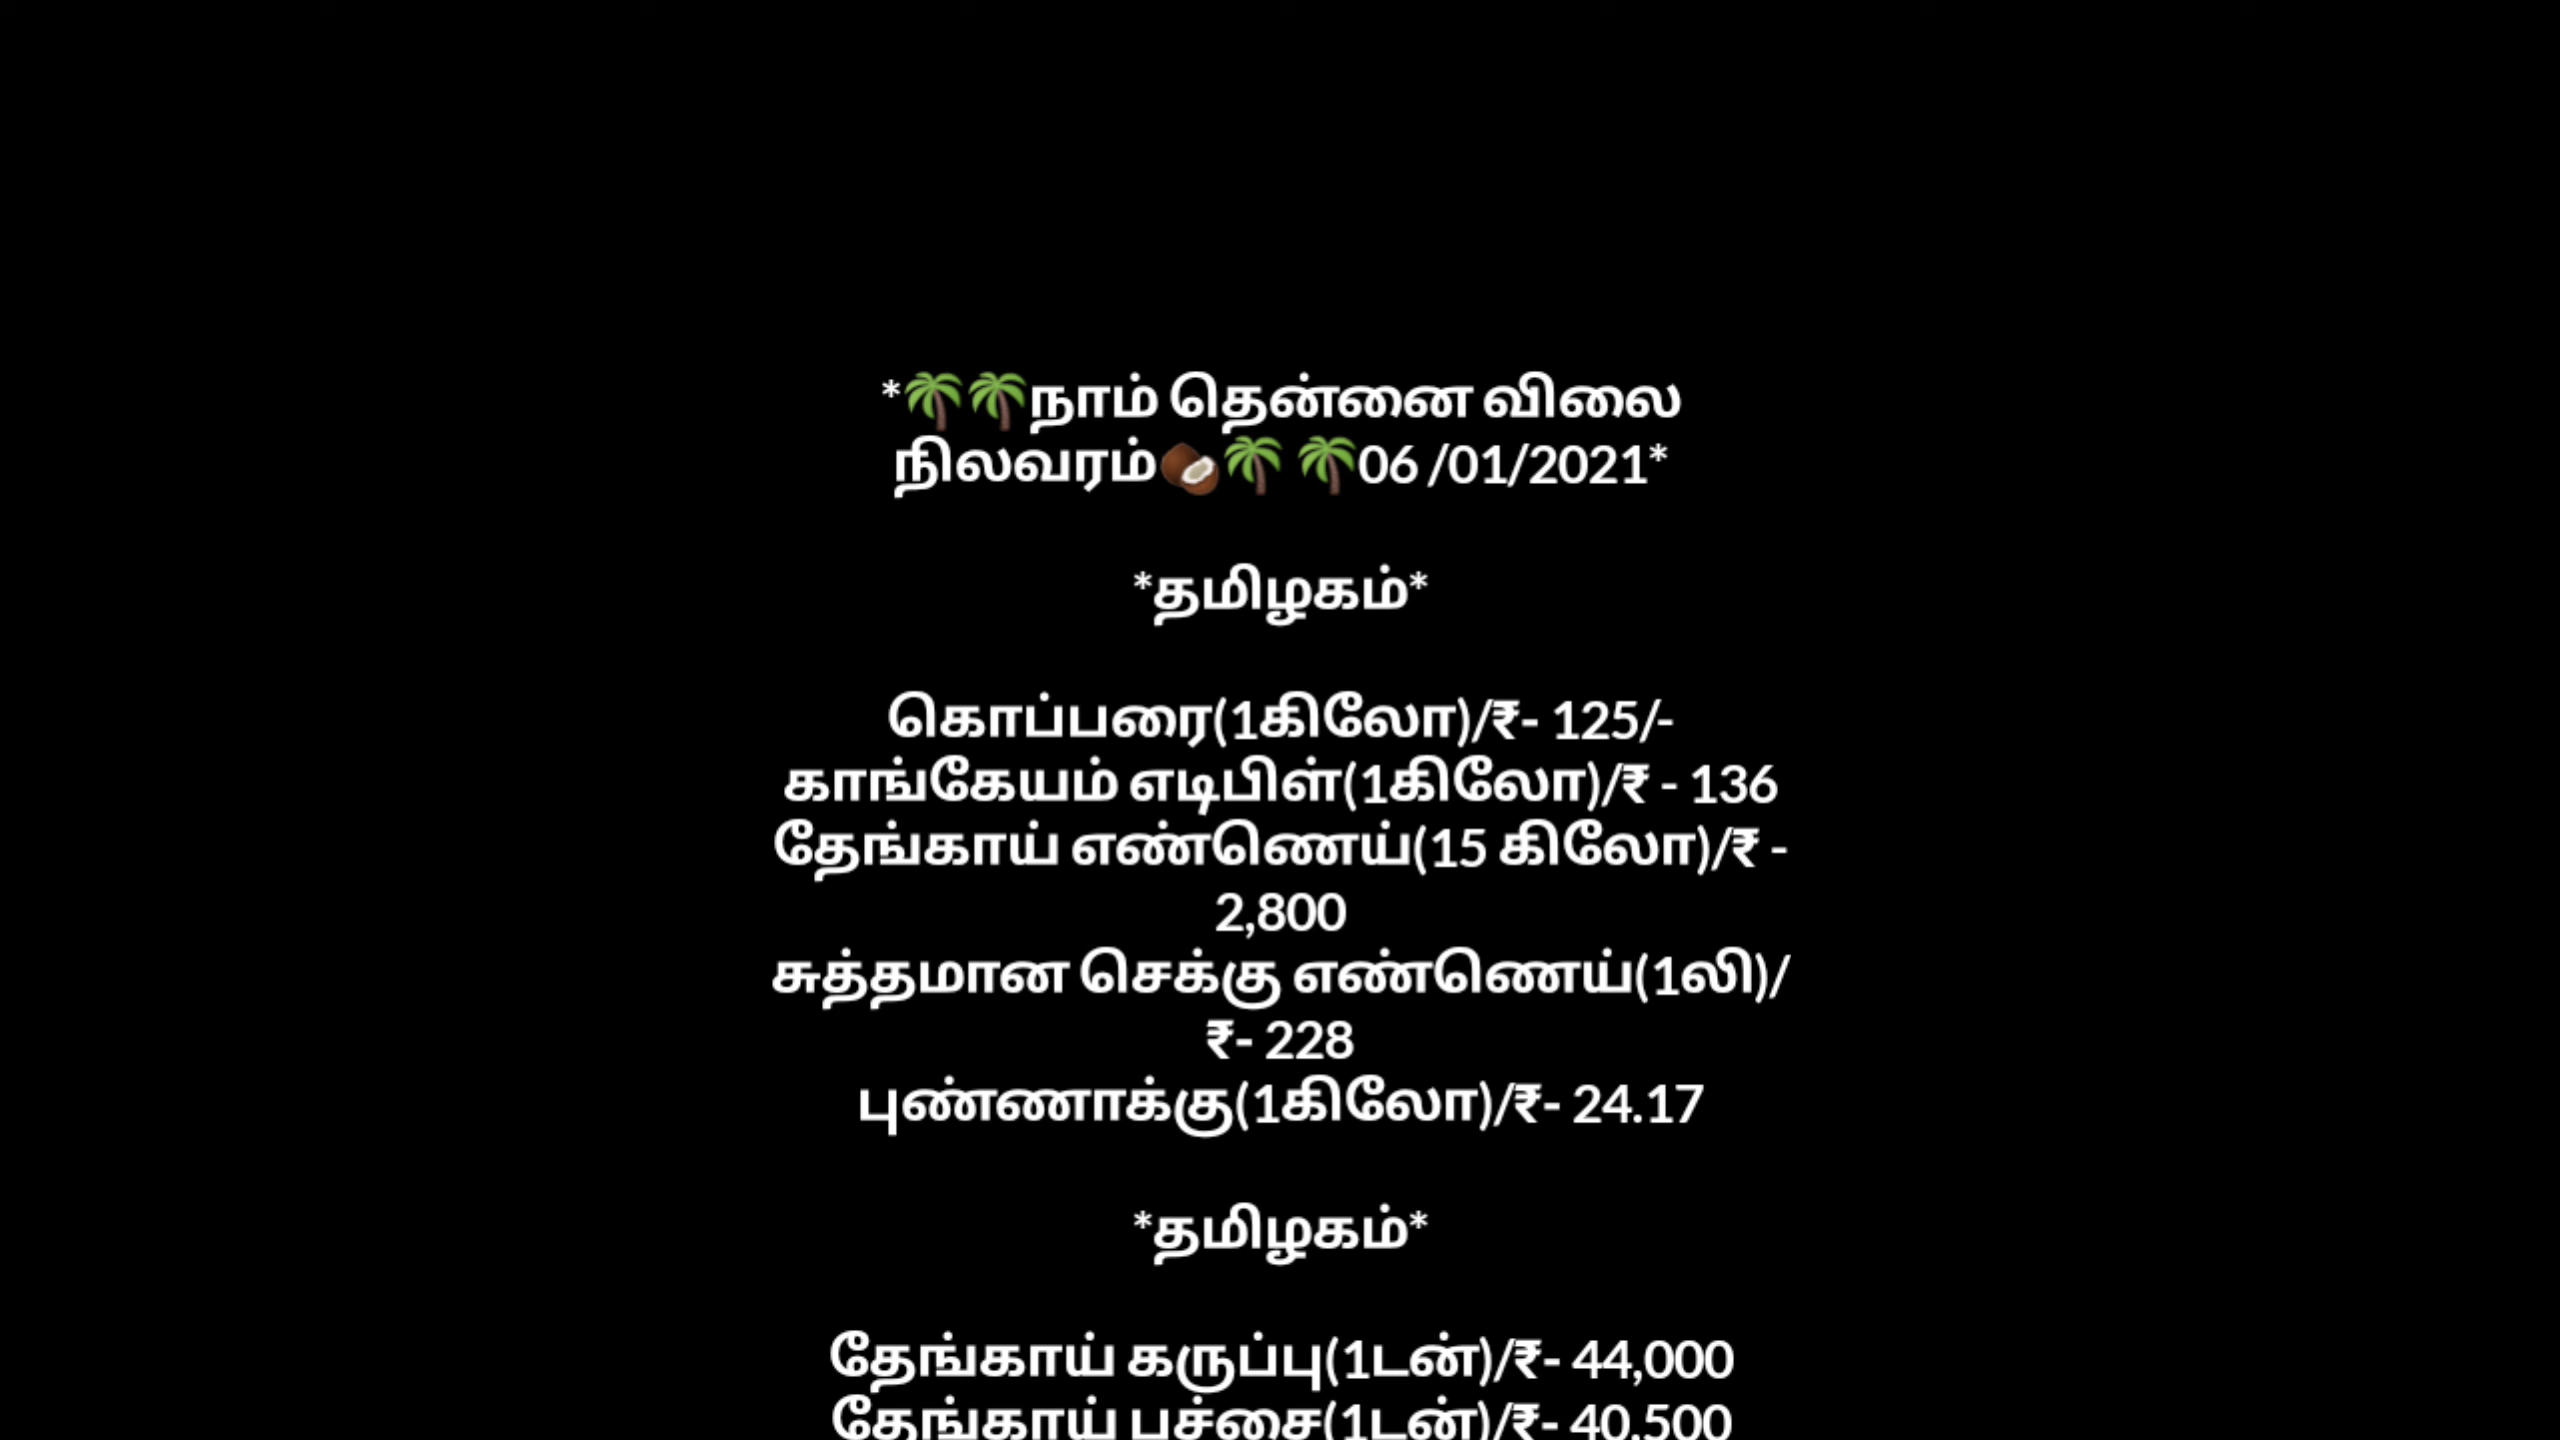 *🌴🌴நாம் தென்னை விலை
நிலவரம்🥥🌴 🌴06 /01/2021*
*தமிழகம்*
கொப்பரை(1கிலோ)/₹- 125/-
காங்கேயம் எடிபிள்(1கிலோ)/₹ - 136
தேங்காய் எண்ணெய்(15 கிலோ)/₹ -
2,800
சுத்தமான செக்கு எண்ணெய்(1லி)/
₹- 228
புண்ணாக்கு(1கிலோ)/₹- 24.17
*தமிழகம்*
தேங்காய் கருப்பு(1டன்)/₹- 44,000
தேங்காய் பச்சை(1டன்)/₹- 40,500